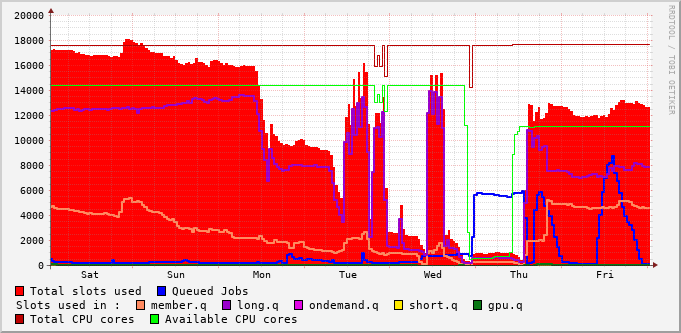 RRDTOOL / TOBI OETIKER
20000
18000
16000
14000
12000
10000
8000
6000
4000
2000
0
Sat Sun Mon Tue Wed Thu Fri
Total slots used Queued Jobs
Slots used in : member.q long.q ondemand.q short.q gpu.q
Total CPU cores Available CPU cores